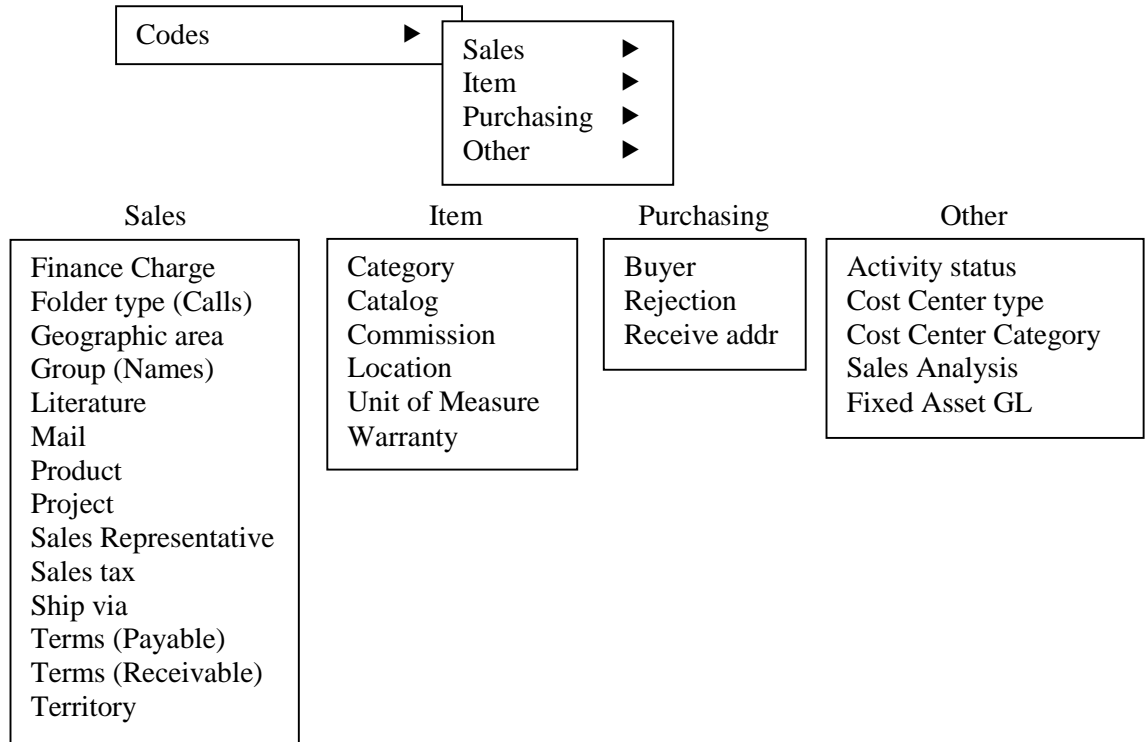 Codes ▶
Sales ▶
Item ▶
Purchasing ▶
Other ▶
Sales
Finance Charge
Folder type (Calls)
Geographic area
Group (Names)
Literature
Mail
Product
Project
Sales Representative
Sales tax
Ship via
Terms (Payable)
Terms (Receivable)
Territory
Item
Category
Catalog
Commission
Location
Unit of Measure
Warranty
Purchasing
Buyer
Rejection
Receive addr
Other
Activity status
Cost Center type
Cost Center Category
Sales Analysis
Fixed Asset GL